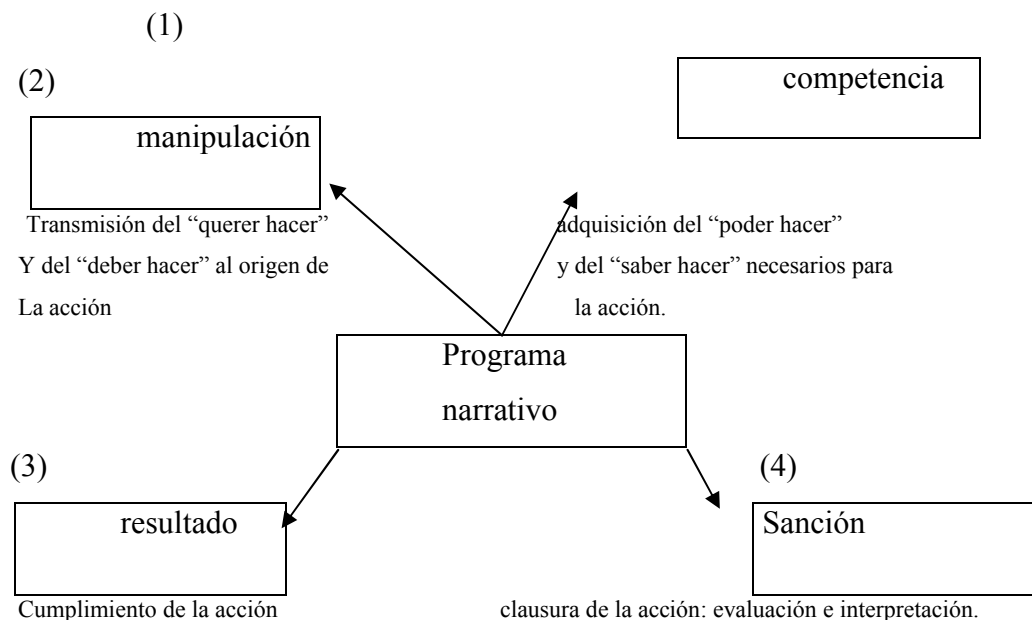 (1)
(2)
competencia
manipulación
Transmisión del “querer hacer”
Y del “deber hacer” al origen de
La acción
adquisición del “poder hacer”
y del “saber hacer” necesarios para
la acción.
Programa
narrativo
(3)
(4)
resultado
Sanción
Cumplimiento de la acción
clausura de la acción: evaluación e interpretación.